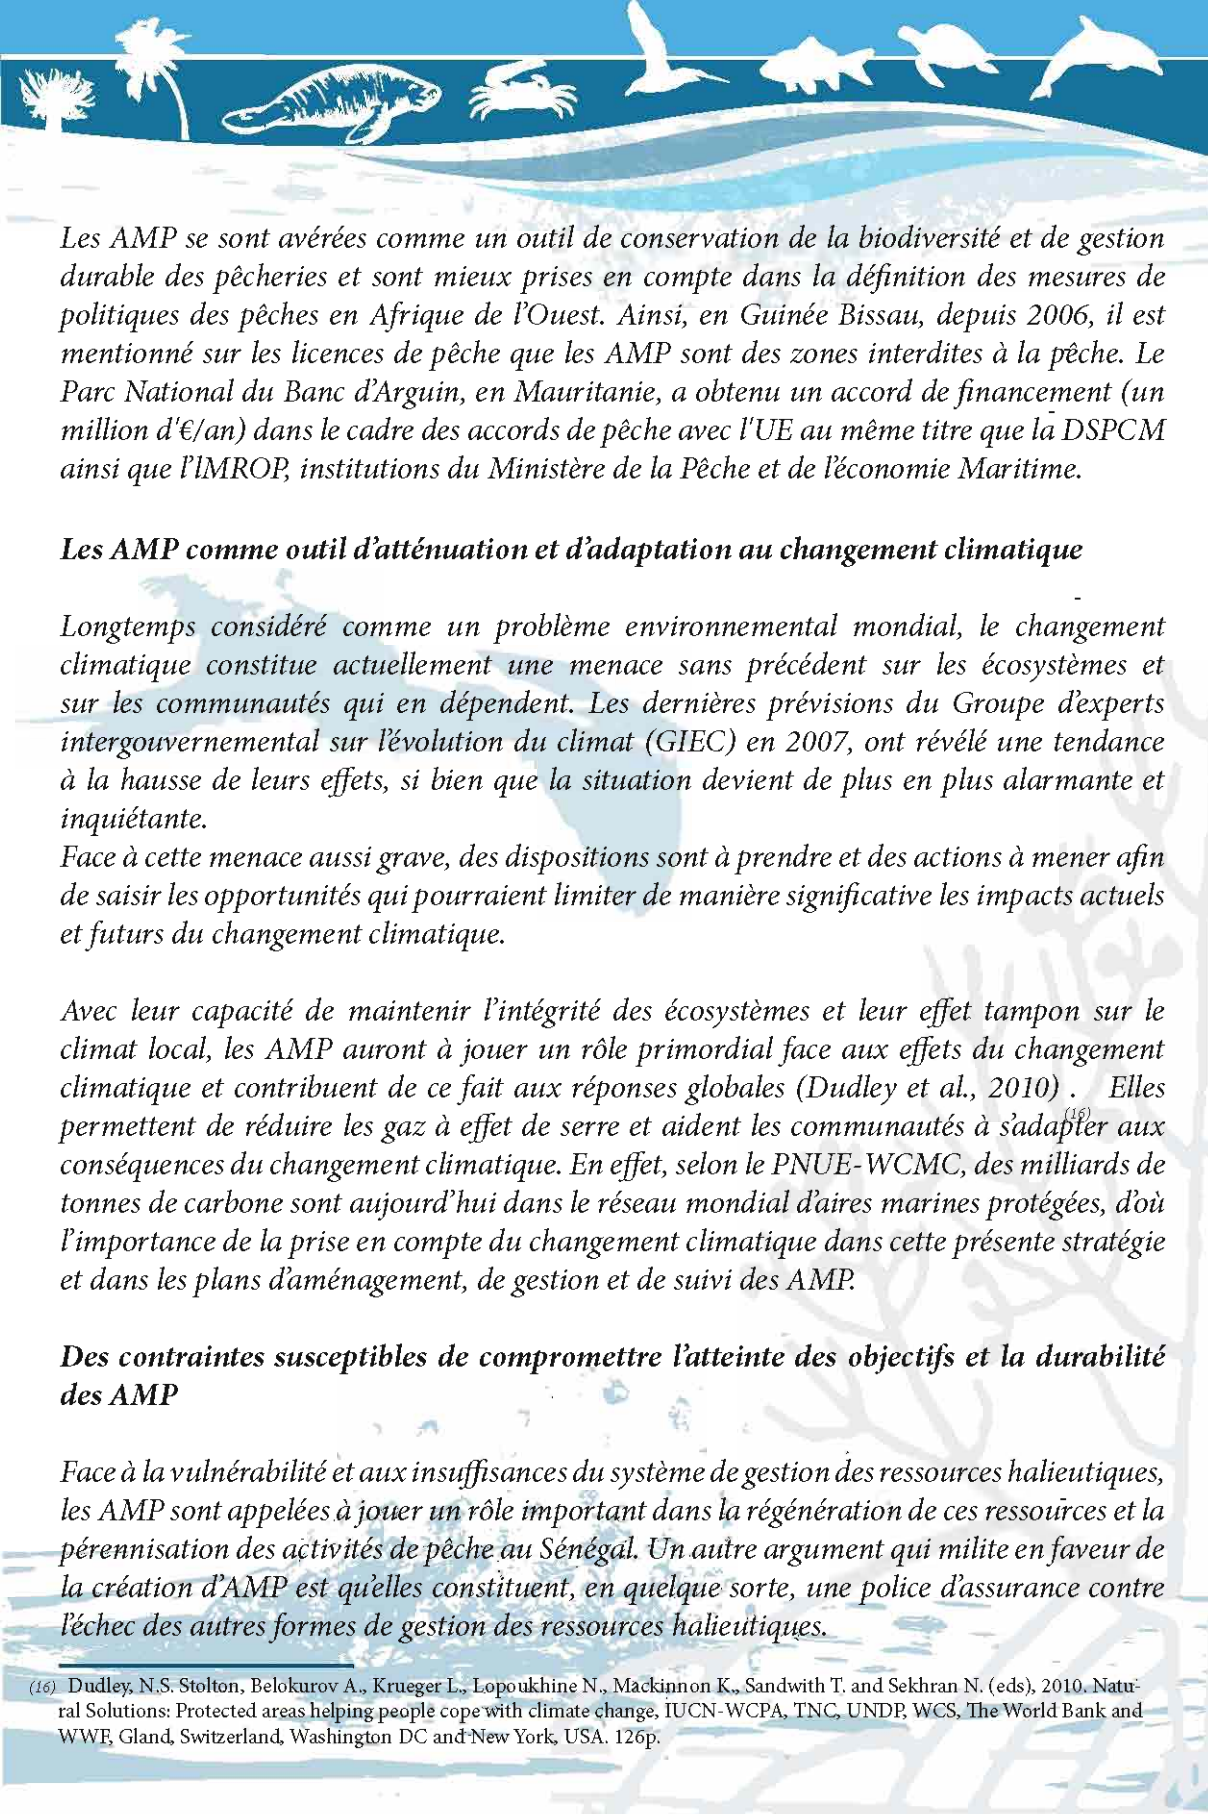 Les AMP se sont avérées comme un outil de conservation de la biodiversité et de gestion
durable des pêcheries et sont mieux prises en compte dans la définition des mesures de
politiques des pêches en Afrique de l'Ouest. Ainsi, en Guinée Bissau, depuis 2006, il est
mentionné sur les licences de pêche que les AMP sont des zones interdites à la pêche. Le
Parc National du Banc d'Arguin, en Mauritanie, a obtenu un accord de financement (un
million d'€/an) dans le cadre des accords de pêche avec l'UE au même titre que la DSPCM
ainsi que l'lMROP, institutions du Ministère de la Pêche et de l'économie Maritime.
Les AMP comme outil d'atténuation et d'adaptation au changement climatique
Longtemps considéré comme un problème environnemental mondial, le changement
climatique constitue actuellement une menace sans précédent sur les écosystèmes et
sur les communautés qui en dépendent. Les dernières prévisions du Groupe d'experts
intergouvernemental sur l'évolution du climat (GIEC) en 2007, ont révélé une tendance
à la hausse de leurs effets, si bien que la situation devient de plus en plus alarmante et
inquiétante.
Face à cette menace aussi grave, des dispositions sont à prendre et des actions à mener afin
de saisir les opportunités qui pourraient limiter de manière significative les impacts actuels
et futurs du changement climatique.
Avec leur capacité de maintenir l'intégrité des écosystèmes et leur effet tampon sur le
climat local, les AMP auront à jouer un rôle primordial face aux effets du changement
climatique et contribuent de ce fait aux réponses globales (Dudley et al., 2010) . Elles
(16)
permettent de réduire les gaz à effet de serre et aident les communautés à s'adapter aux
conséquences du changement climatique. En effet, selon le PNUE-WCMC, des milliards de
tonnes de carbone sont aujourd'hui dans le réseau mondial d'aires marines protégées, d'où
l'importance de la prise en compte du changement climatique dans cette présente stratégie
et dans les plans d'aménagement, de gestion et de suivi des AMP.
Des contraintes susceptibles de compromettre l'atteinte des objectifs et la durabilité
des AMP
Face à la vulnérabilité et aux insuffisances du système de gestion des ressources halieutiques,
les AMP sont appelées à jouer un rôle important dans la régénération de ces ressources et la
pérennisation des activités de pêche au Sénégal. Un autre argument qui milite en faveur de
la création d'AMP est qu'elles constituent, en quelque sorte, une police d'assurance contre
l'échec des autres formes de gestion des ressources halieutiques.
(16) Dudley, N.S. Stolton, Belokurov A., Krueger L., Lopoukhine N., Mackinnon K., Sandwith T. and Sekhran N. (eds), 2010. Natu-
ral Solutions: Protected areas helping people cope with climate change, IUCN-WCPA, TNC, UNDP, WCS, The World Bank and
WWF, Gland, Switzerland, Washington DC and New York, USA. 126p.